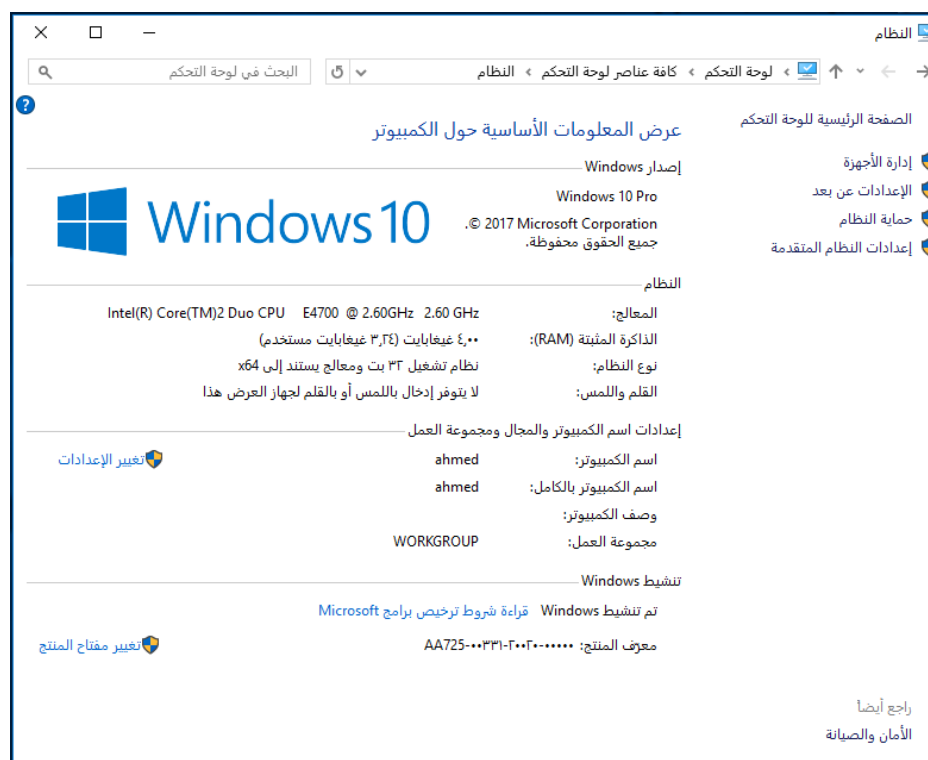 النظام
لوحة التحكم › كافة عناصر لوحة التحكم › النظام
البحث في لوحة التحكم
الصفحة الرئيسية للوحة التحكم
إدارة الأجهزة
الإعدادات عن بعد
حماية النظام
إعدادات النظام المتقدمة
عرض المعلومات الأساسية حول الكمبيوتر
إصدار Windows
Windows 10 Pro
© 2017 Microsoft Corporation.
جميع الحقوق محفوظة.
Windows 10
النظام
المعالج: Intel(R) Core(TM)2 Duo CPU E4700 @ 2.60GHz 2.60 GHz
الذاكرة المثبتة (RAM): ٤,٠٠ غيغابايت (٣,٢٤ غيغابايت مستخدم)
نوع النظام: نظام تشغيل ٣٢ بت ومعالج يستند إلى x64
القلم واللمس: لا يتوفر إدخال باللمس أو بالقلم لجهاز العرض هذا
إعدادات اسم الكمبيوتر والمجال ومجموعة العمل
اسم الكمبيوتر: ahmed تغيير الإعدادات
اسم الكمبيوتر بالكامل: ahmed
وصف الكمبيوتر:
مجموعة العمل: WORKGROUP
تنشيط Windows
تم تنشيط Windows قراءة شروط ترخيص برامج Microsoft
معرّف المنتج: ٠٠٣٣١-٢٠٠٢٠-٠٠٠٠٠-AA725 تغيير مفتاح المنتج
راجع أيضاً
الأمان والصيانة